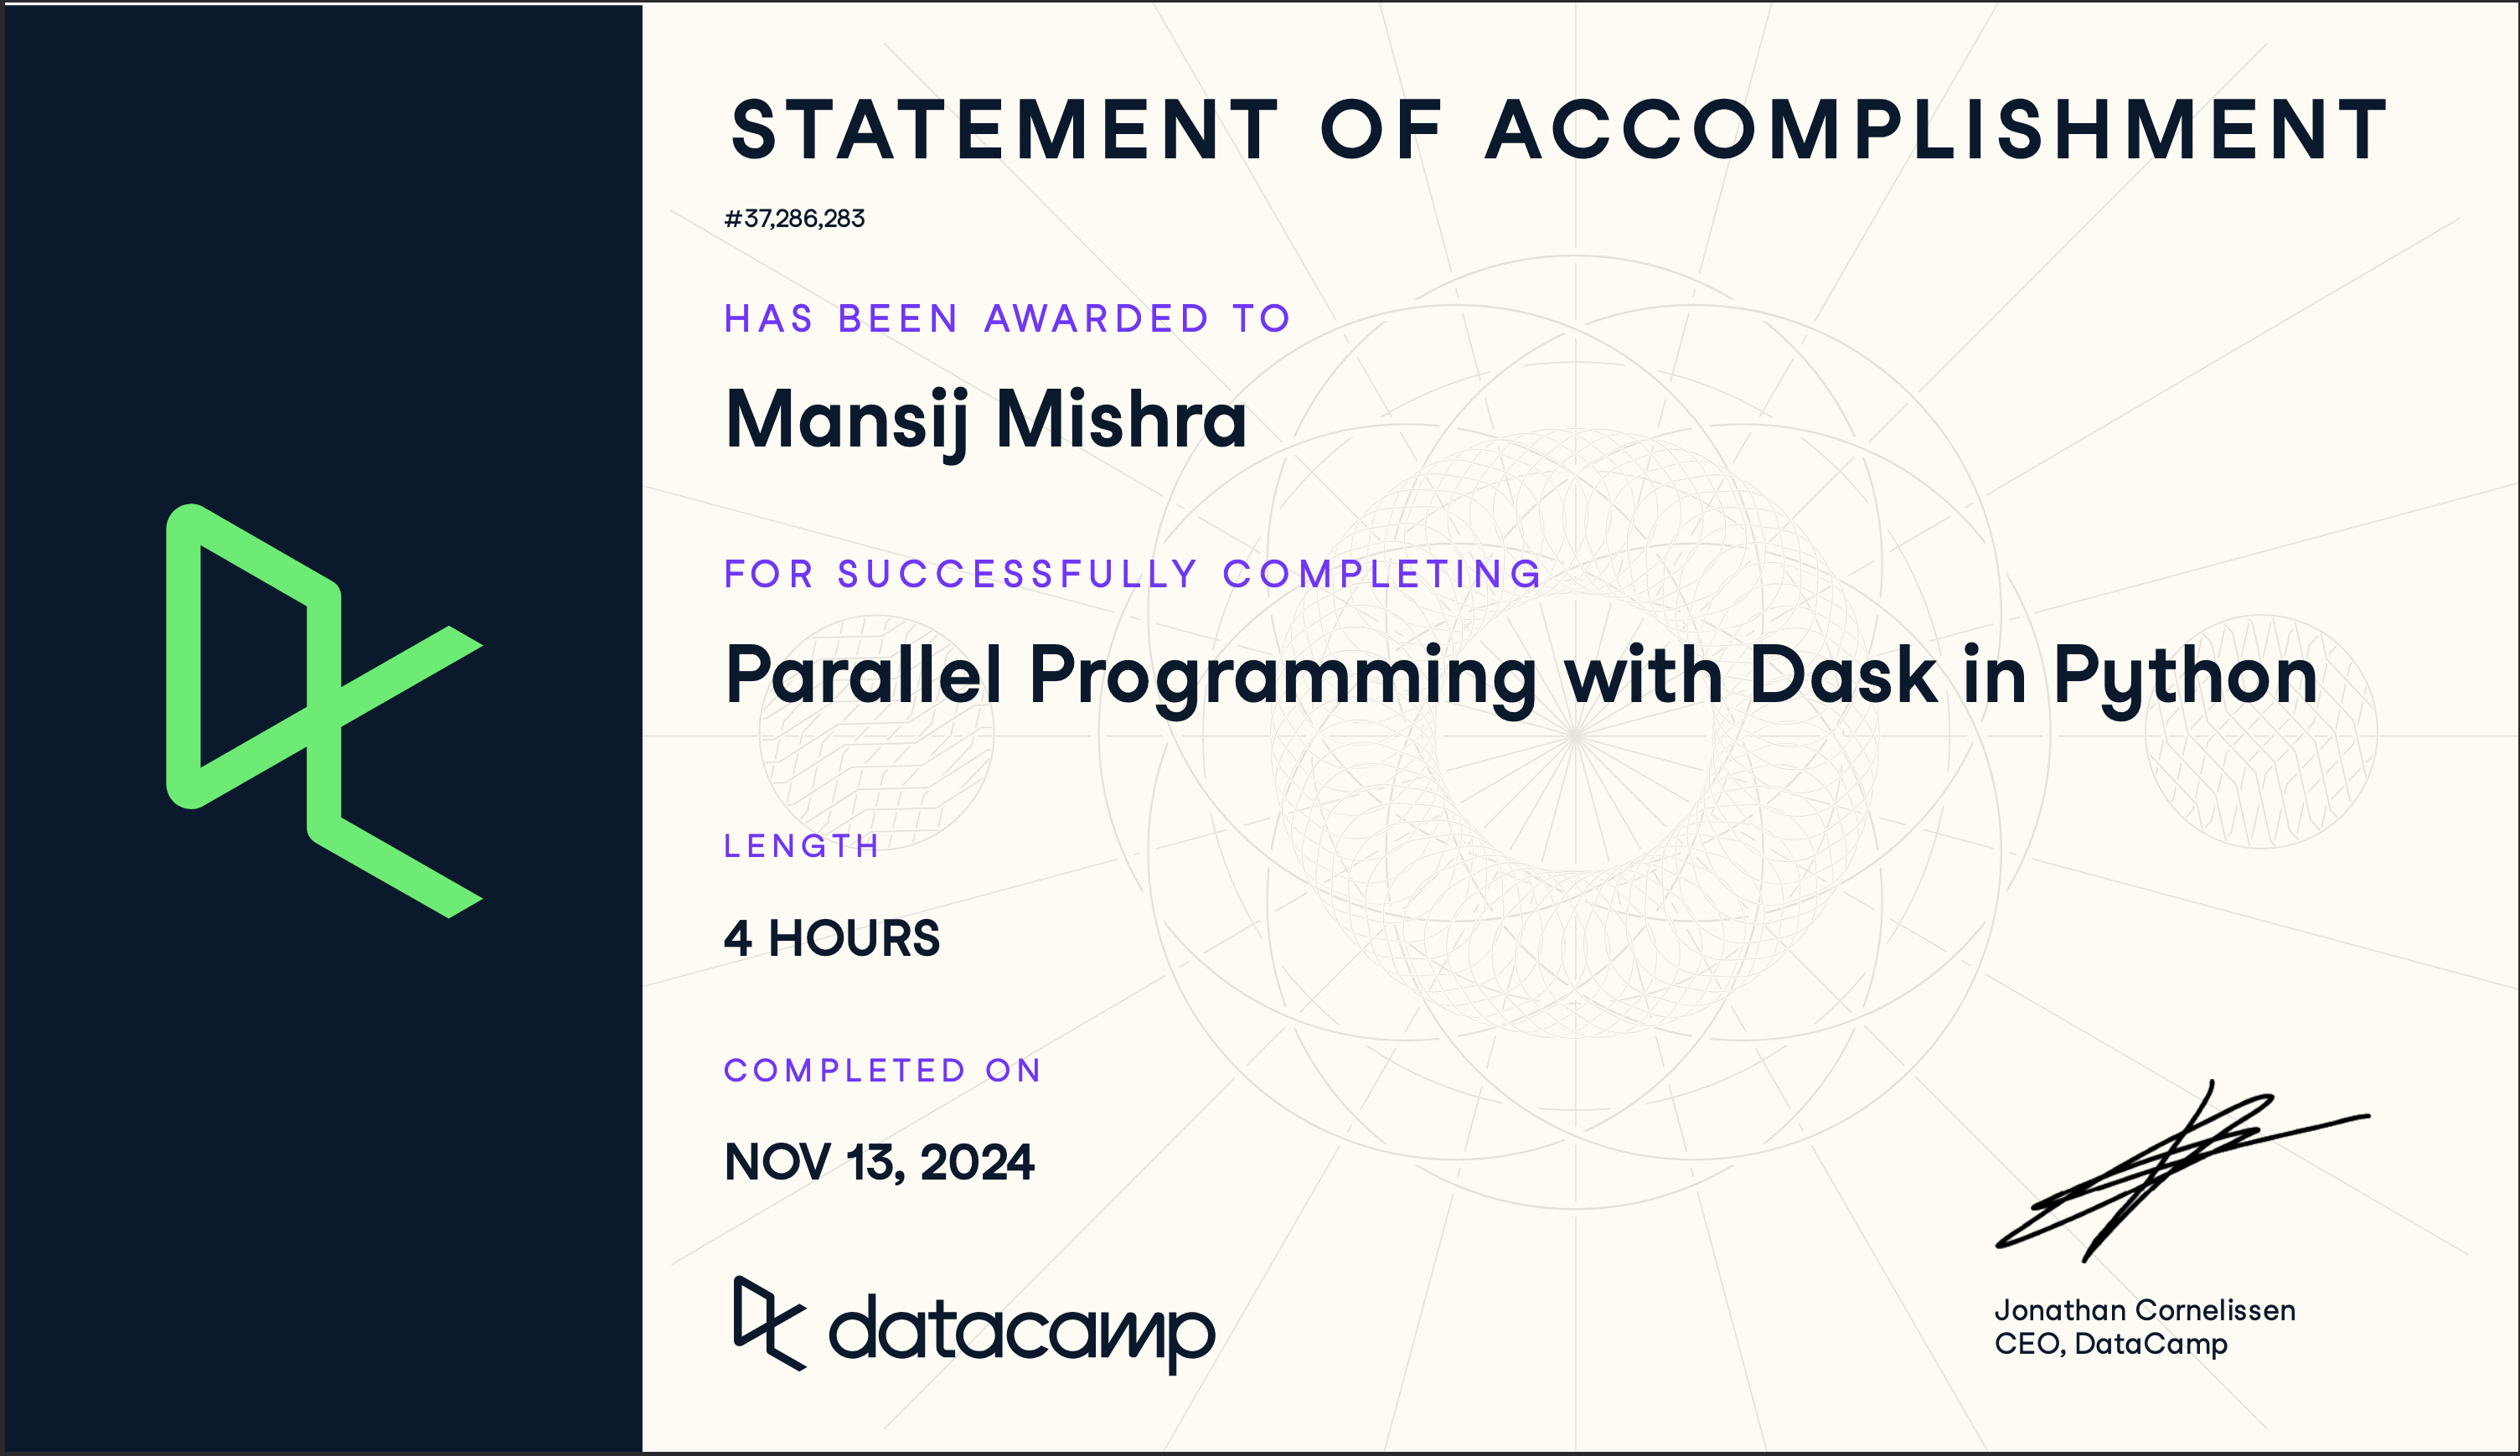 STATEMENT OF ACCOMPLISHMENT
#37,286,283
HAS BEEN AWARDED TO
Mansij Mishra
FOR SUCCESSFULLY COMPLETING
Parallel Programming with Dask in Python
LENGTH
4 HOURS
COMPLETED ON
NOV 13, 2024
datacamp
Jonathan Cornelissen
CEO, DataCamp